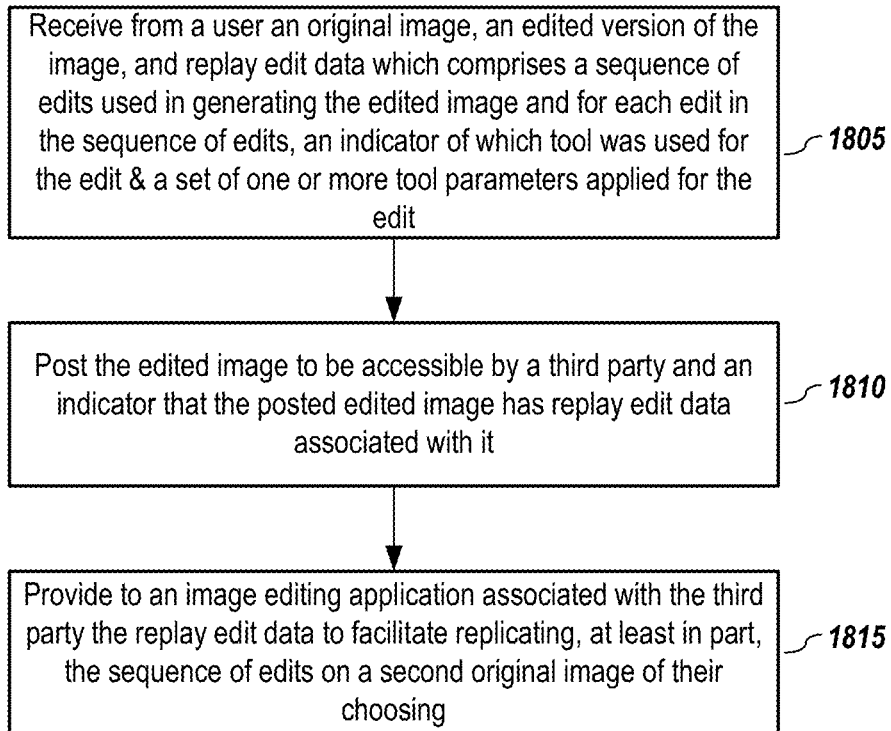 Receive from a user an original image, an edited version of the
image, and replay edit data which comprises a sequence of
edits used in generating the edited image and for each edit in
the sequence of edits, an indicator of which tool was used for
the edit & a set of one or more tool parameters applied for the
edit
1805
Post the edited image to be accessible by a third party and an
indicator that the posted edited image has replay edit data
associated with it
1810
Provide to an image editing application associated with the third
party the replay edit data to facilitate replicating, at least in part,
the sequence of edits on a second original image of their
choosing
1815